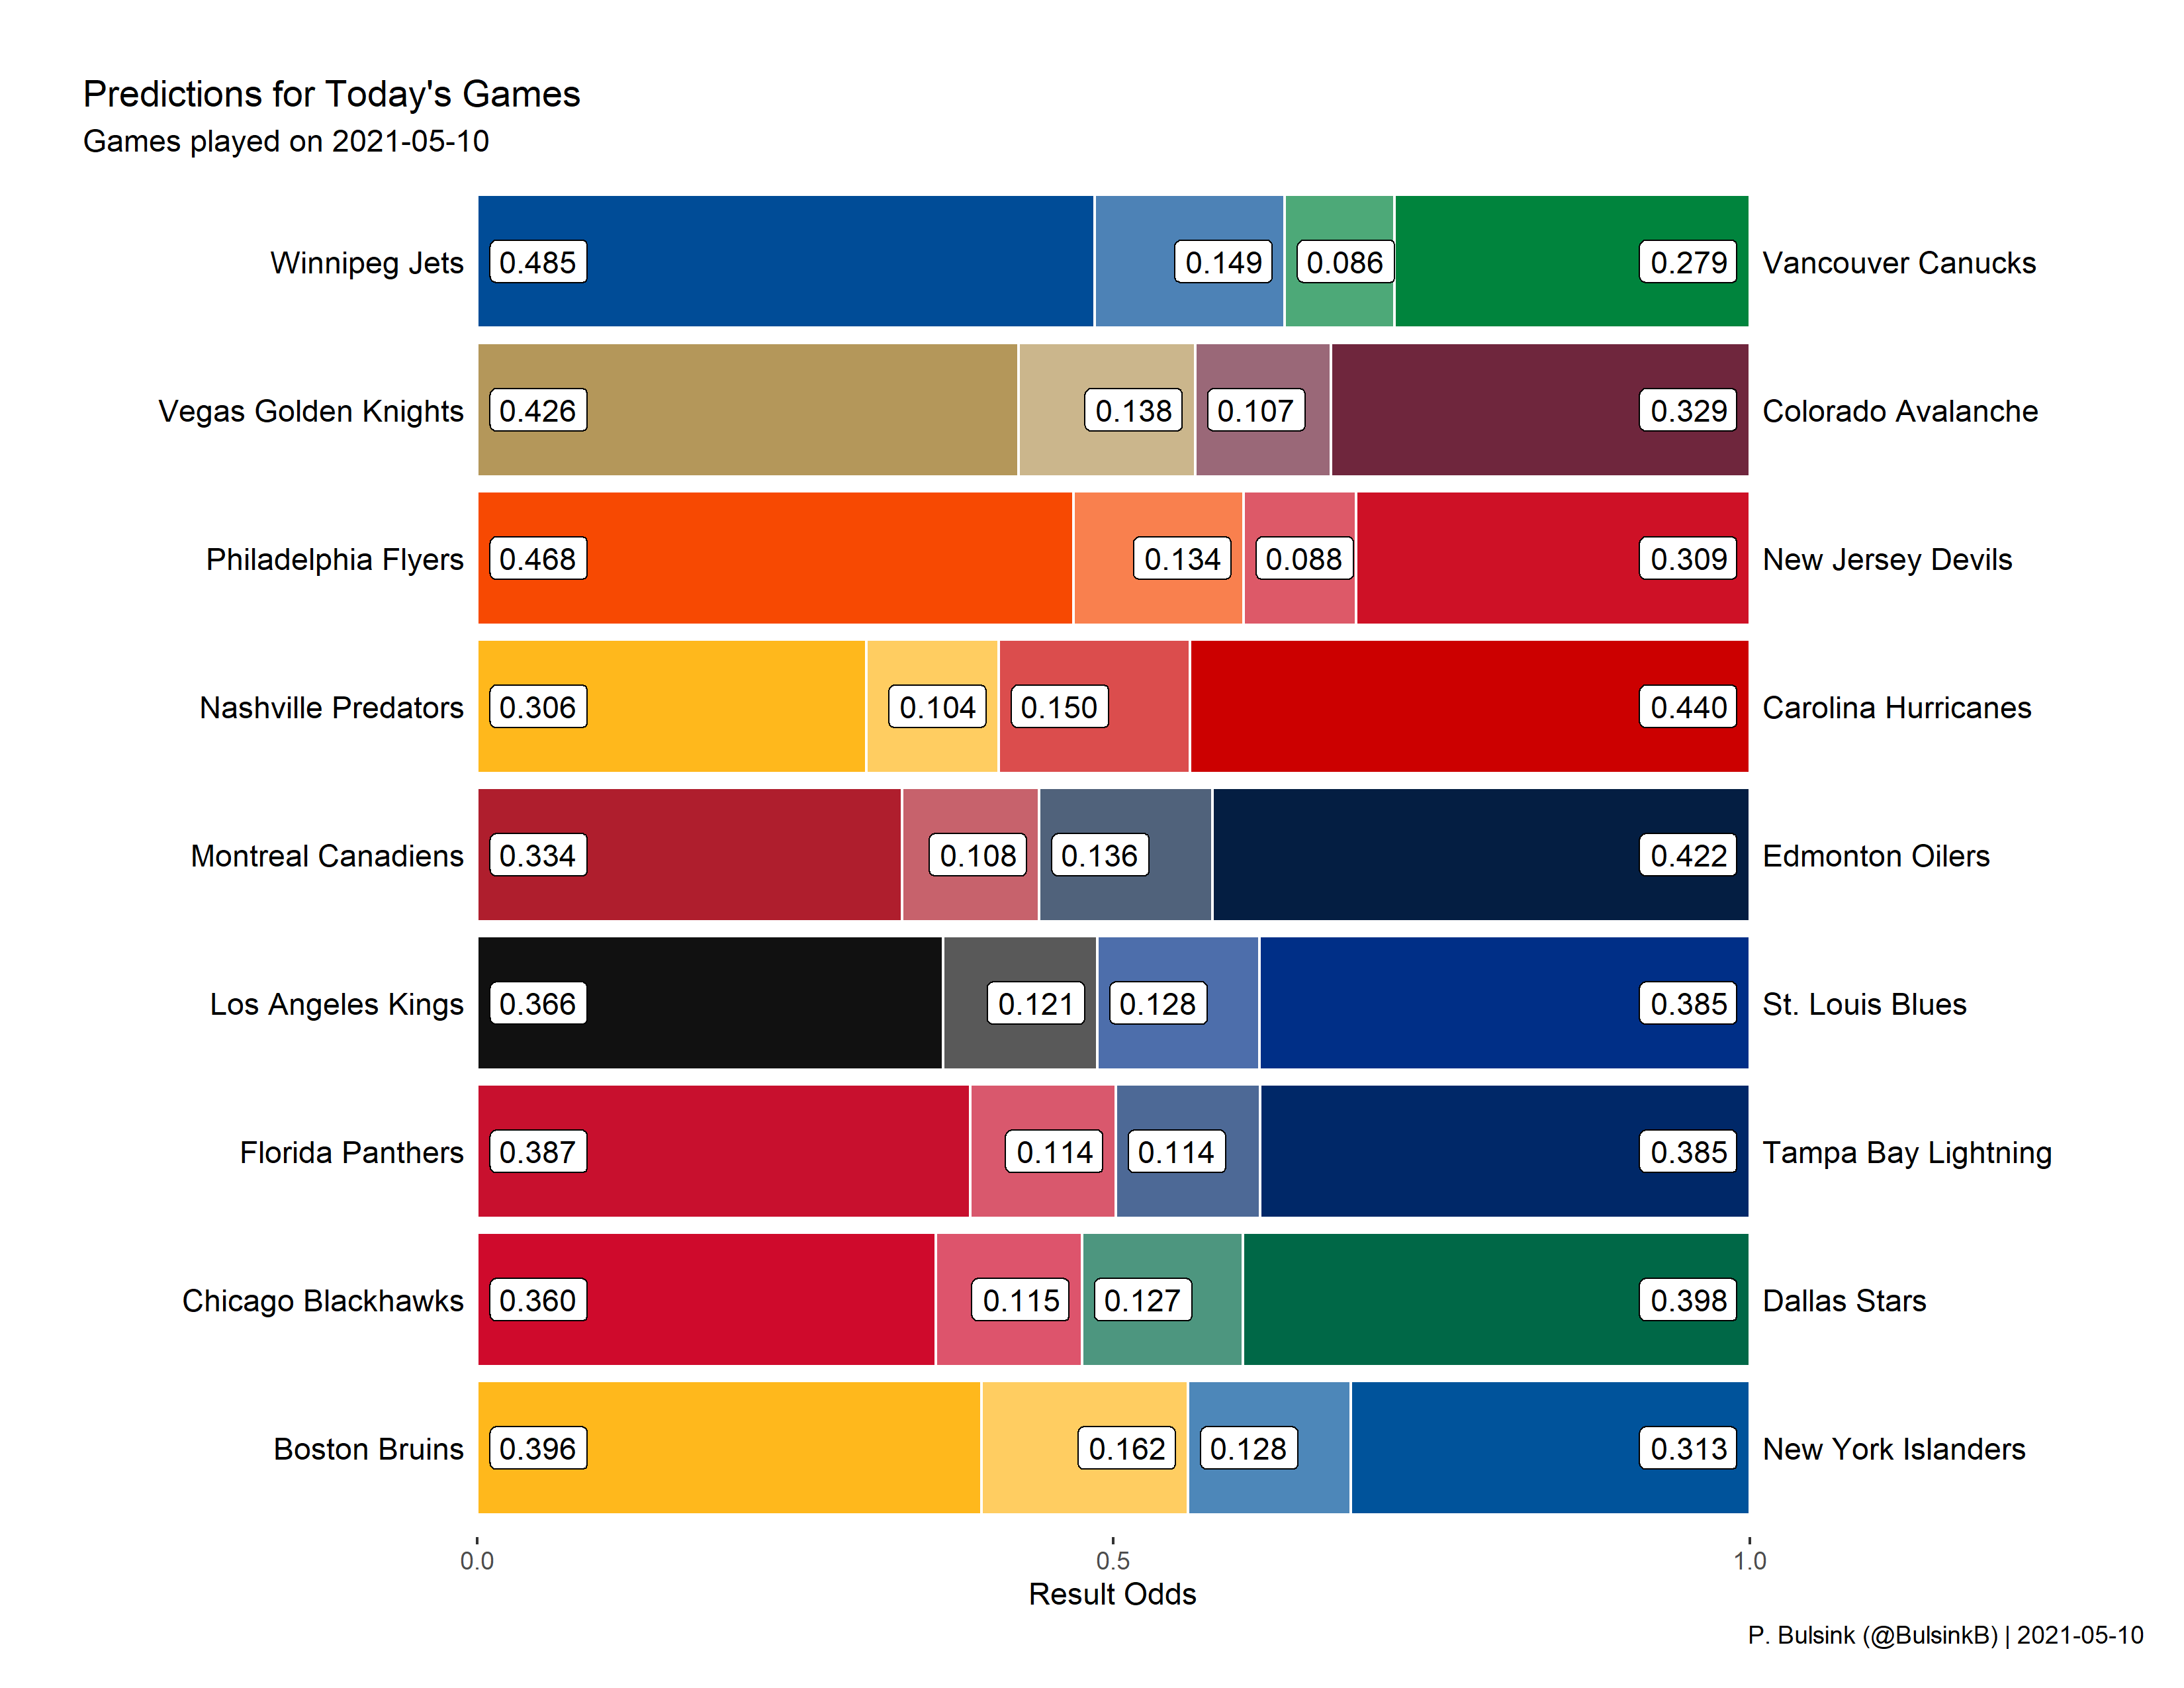 Predictions for Today's Games
Games played on 2021-05-10
Winnipeg Jets 0.485 0.149 0.086 0.279 Vancouver Canucks
Vegas Golden Knights 0.426 0.138 0.107 0.329 Colorado Avalanche
Philadelphia Flyers 0.468 0.134 0.088 0.309 New Jersey Devils
Nashville Predators 0.306 0.104 0.150 0.440 Carolina Hurricanes
Montreal Canadiens 0.334 0.108 0.136 0.422 Edmonton Oilers
Los Angeles Kings 0.366 0.121 0.128 0.385 St. Louis Blues
Florida Panthers 0.387 0.114 0.114 0.385 Tampa Bay Lightning
Chicago Blackhawks 0.360 0.115 0.127 0.398 Dallas Stars
Boston Bruins 0.396 0.162 0.128 0.313 New York Islanders
0.0 0.5 1.0
Result Odds
P. Bulsink (@BulsinkB) | 2021-05-10